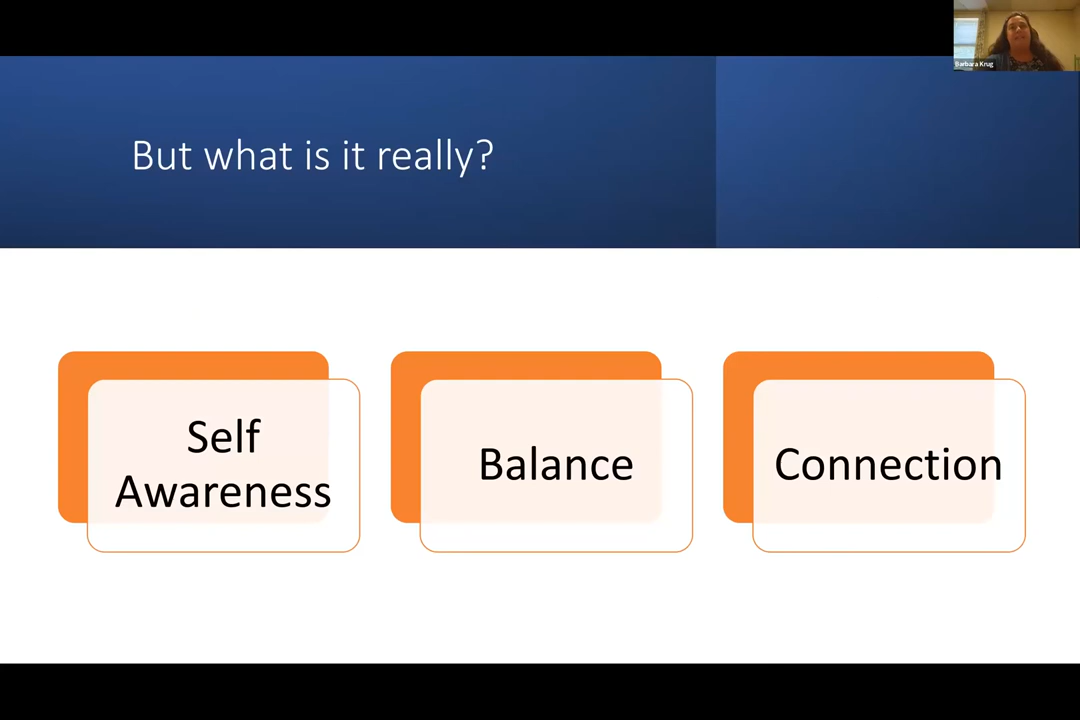 Barbara Krug
But what is it really?
Self
Awareness
Balance
Connection